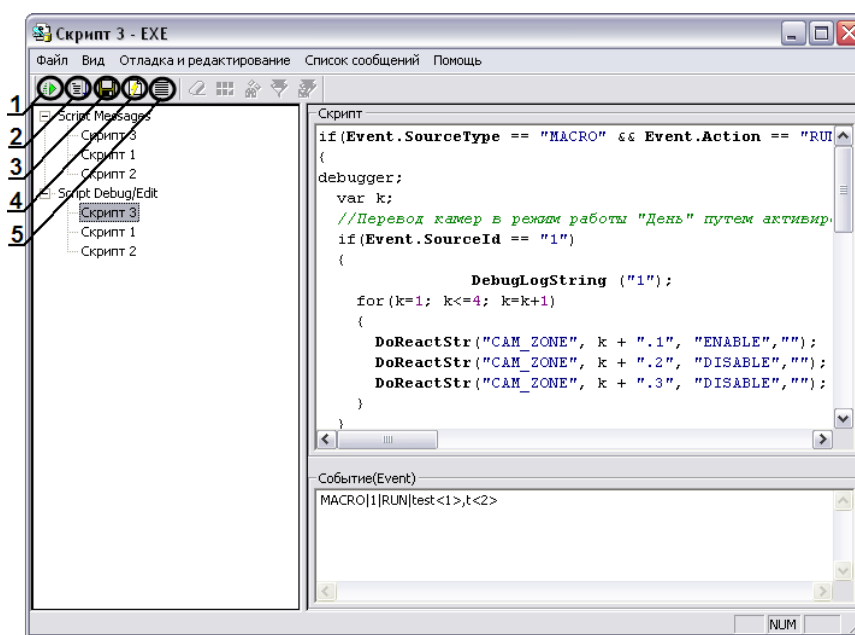 Скрипт 3 - EXE
Файл Вид Отладка и редактирование Список сообщений Помощь
1
2
3
4
5
Script Messages
Скрипт 3
Скрипт 1
Скрипт 2
Script Debug/Edit
Скрипт 3
Скрипт 1
Скрипт 2
Скрипт
if(Event.SourceType == "MACRO" && Event.Action == "RUI
{
debugger;
var k;
//Перевод камер в режим работы "День" путем активир
if(Event.SourceId == "1")
{
DebugLogString ("1");
for(k=1; k<=4; k=k+1)
{
DoReactStr("CAM_ZONE", k + ".1", "ENABLE","");
DoReactStr("CAM_ZONE", k + ".2", "DISABLE","");
DoReactStr("CAM_ZONE", k + ".3", "DISABLE","");
}
}
Событие(Event)
MACRO|1|RUN|test<1>,t<2>
NUM